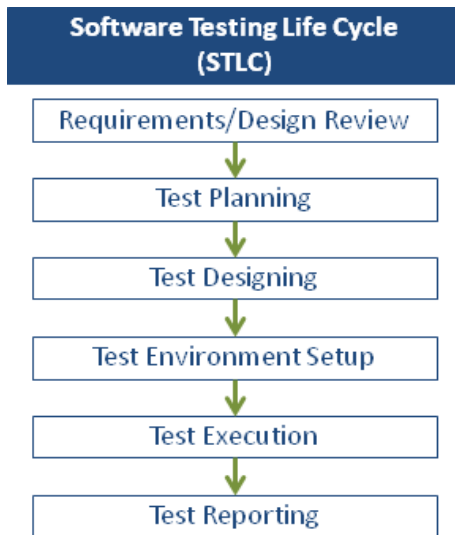 Software Testing Life Cycle
(STLC)
Requirements/Design Review
Test Planning
Test Designing
Test Environment Setup
Test Execution
Test Reporting